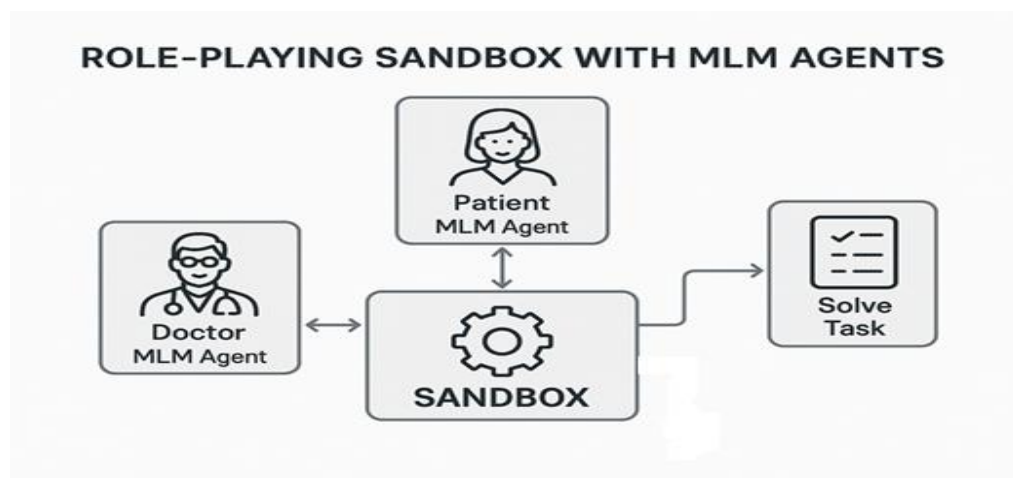 ROLE-PLAYING SANDBOX WITH MLM AGENTS
Patient
MLM Agent
Doctor
MLM Agent
SANDBOX
Solve
Task